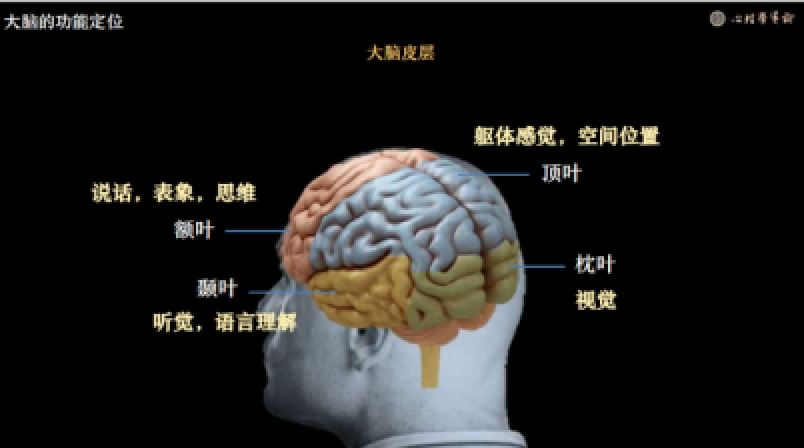 大脑的功能定位
大脑皮层
躯体感觉，空间位置
顶叶
说话，表象，思维
额叶
枕叶
视觉
颞叶
听觉，语言理解